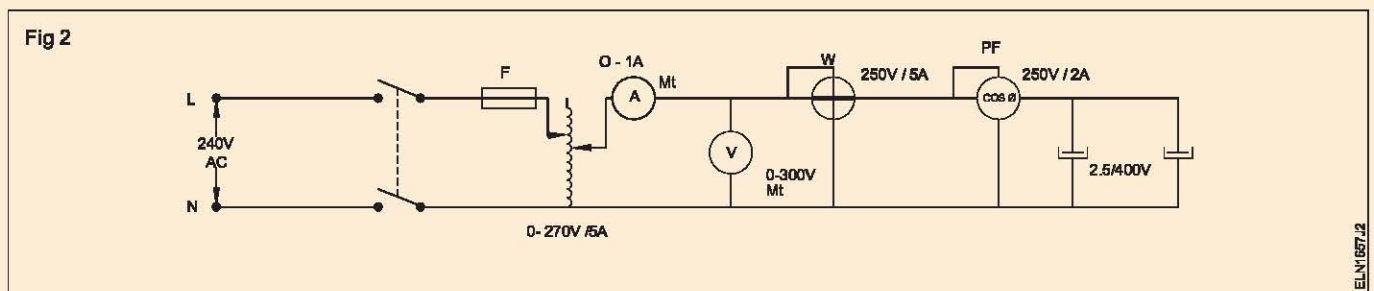 Fig 2
O - 1A
Mt
F
A
W
250V / 5A
PF
250V / 2A
COS Ø
L
240V
AC
N
V
0-300V
Mt
2.5/400V
0- 270V /5A
ELN1657J2